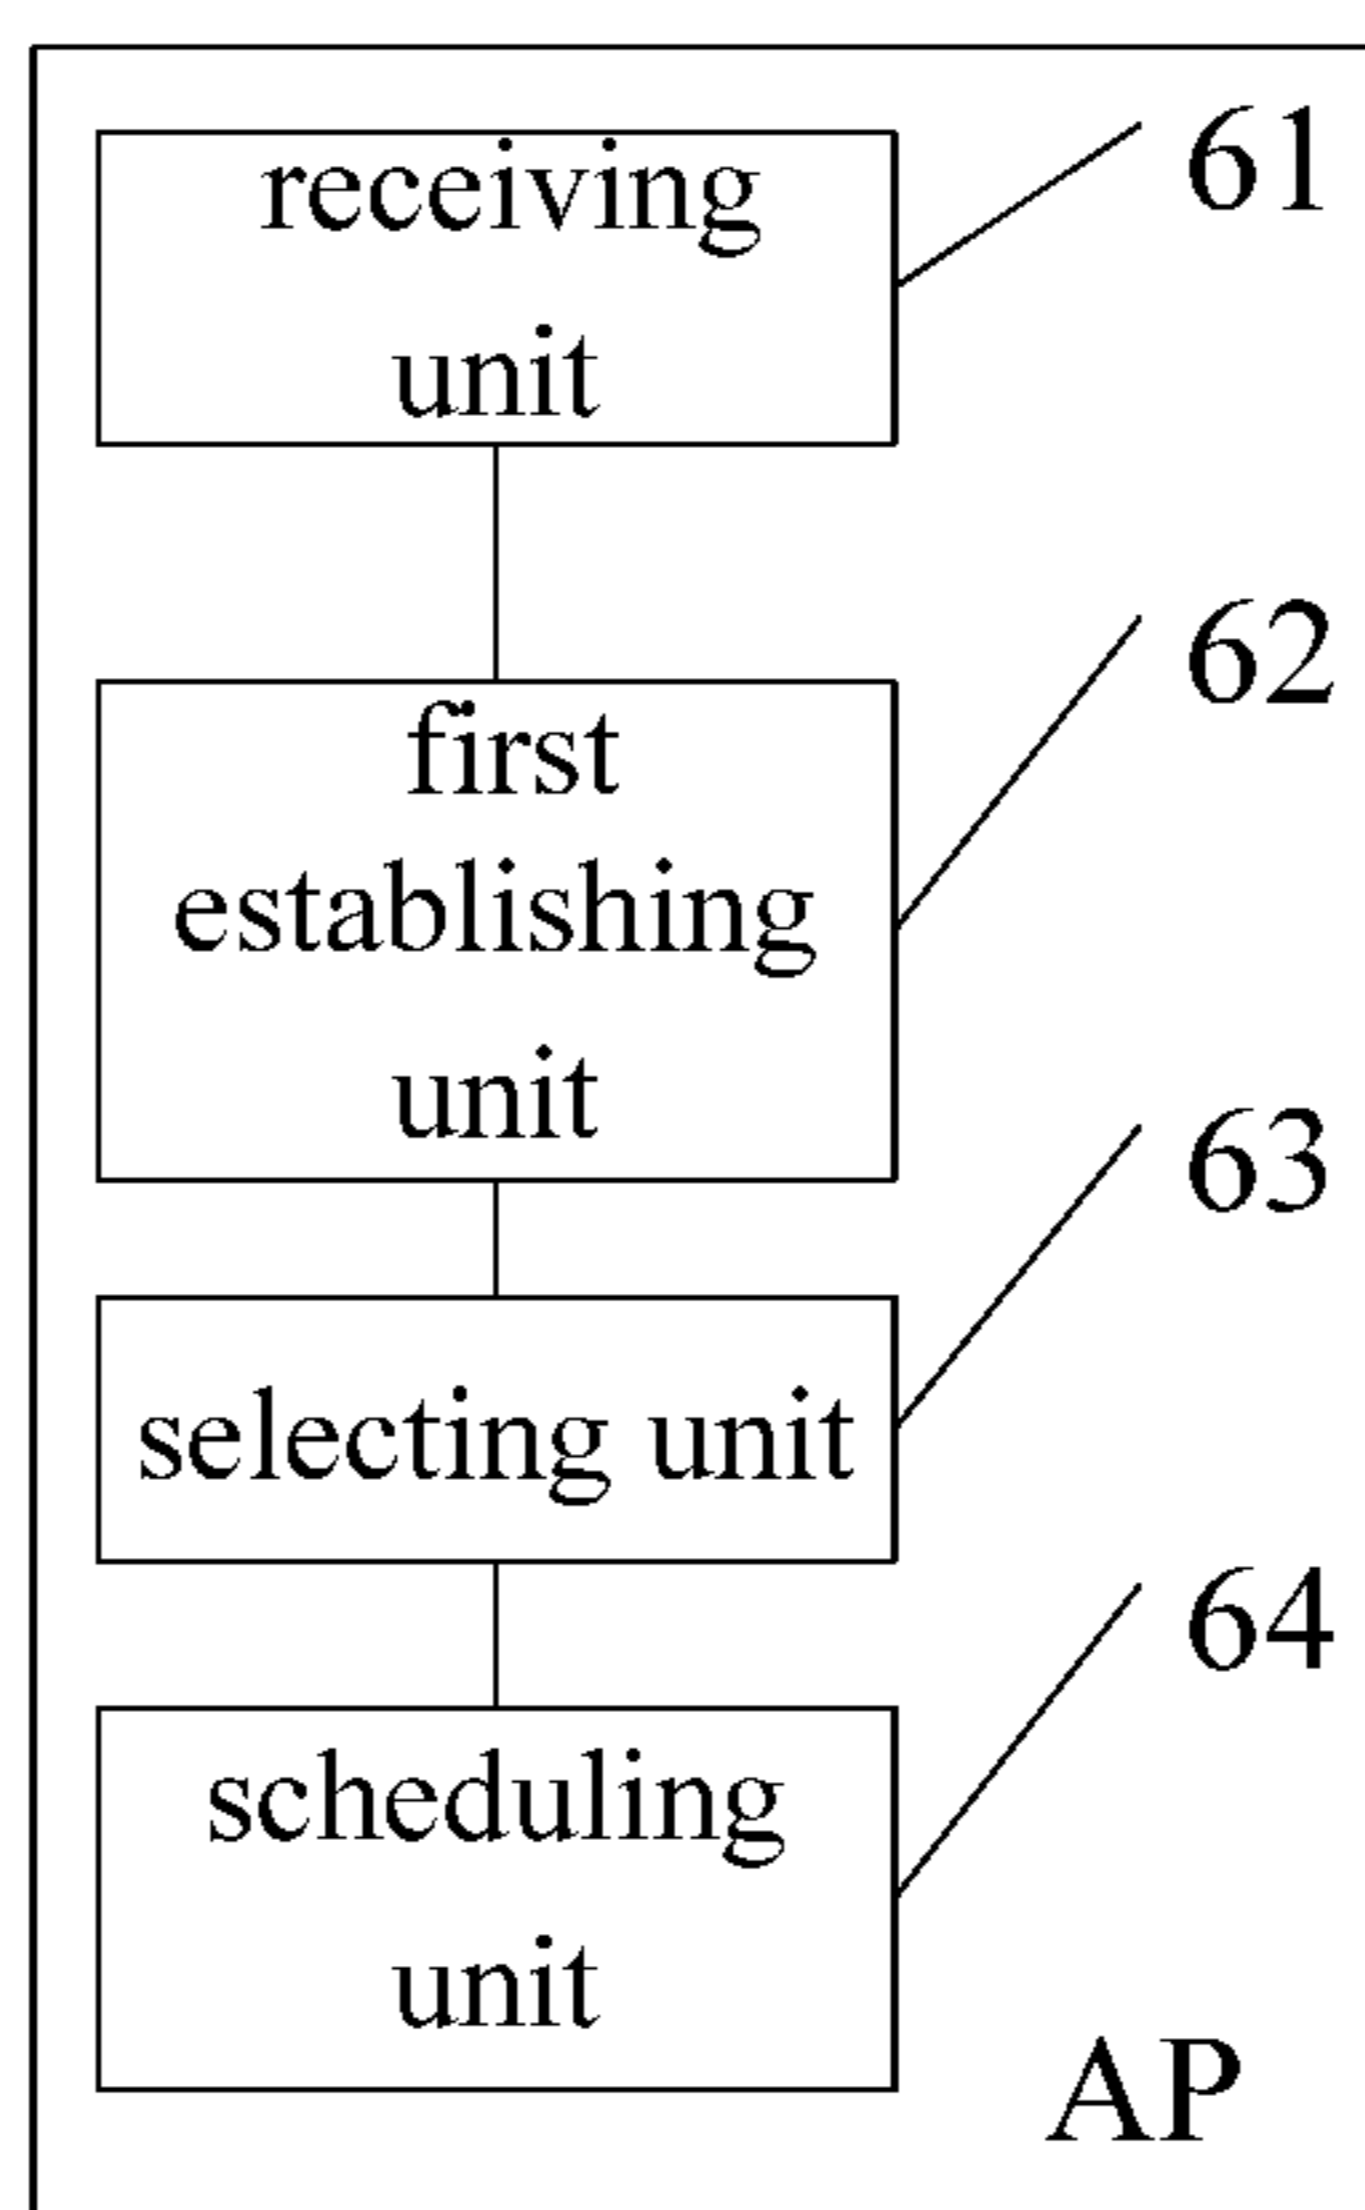 receiving
unit
61
first
establishing
unit
62
selecting unit
63
scheduling
unit
64
AP